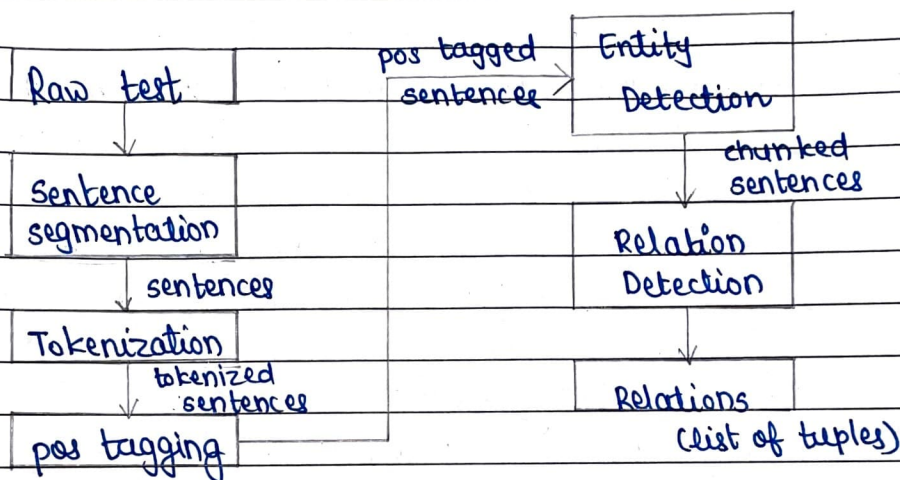 Raw test
Sentence
segmentation
sentences
Tokenization
tokenized
sentences
pos tagging
pos tagged
sentences
Entity
Detection
chunked
sentences
Relation
Detection
Relations
(list of tuples)